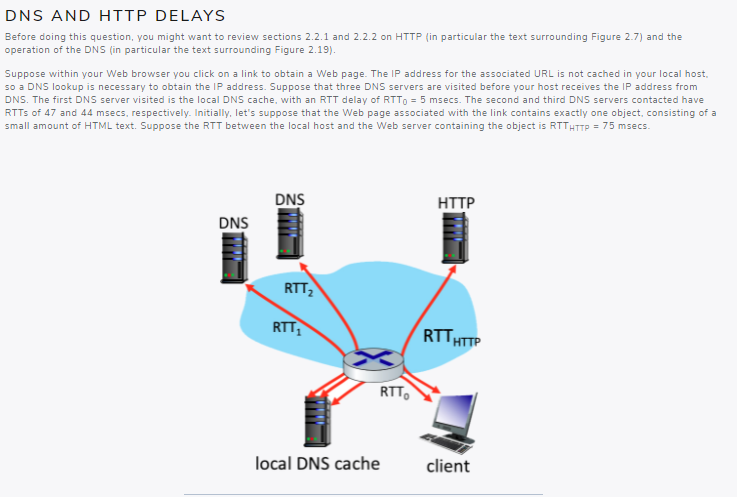 DNS AND HTTP DELAYS
Before doing this question, you might want to review sections 2.2.1 and 2.2.2 on HTTP (in particular the text surrounding Figure 2.7) and the
operation of the DNS (in particular the text surrounding Figure 2.19).
Suppose within your Web browser you click on a link to obtain a Web page. The IP address for the associated URL is not cached in your local host,
so a DNS lookup is necessary to obtain the IP address. Suppose that three DNS servers are visited before your host receives the IP address from
DNS. The first DNS server visited is the local DNS cache, with an RTT delay of RTT₀ = 5 msecs. The second and third DNS servers contacted have
RTTs of 47 and 44 msecs, respectively. Initially, let's suppose that the Web page associated with the link contains exactly one object, consisting of a
small amount of HTML text. Suppose the RTT between the local host and the Web server containing the object is RTTHTTP = 75 msecs.
DNS
HTTP
DNS
RTT₂
RTT₁
RTTHTTP
RTT₀
local DNS cache
client